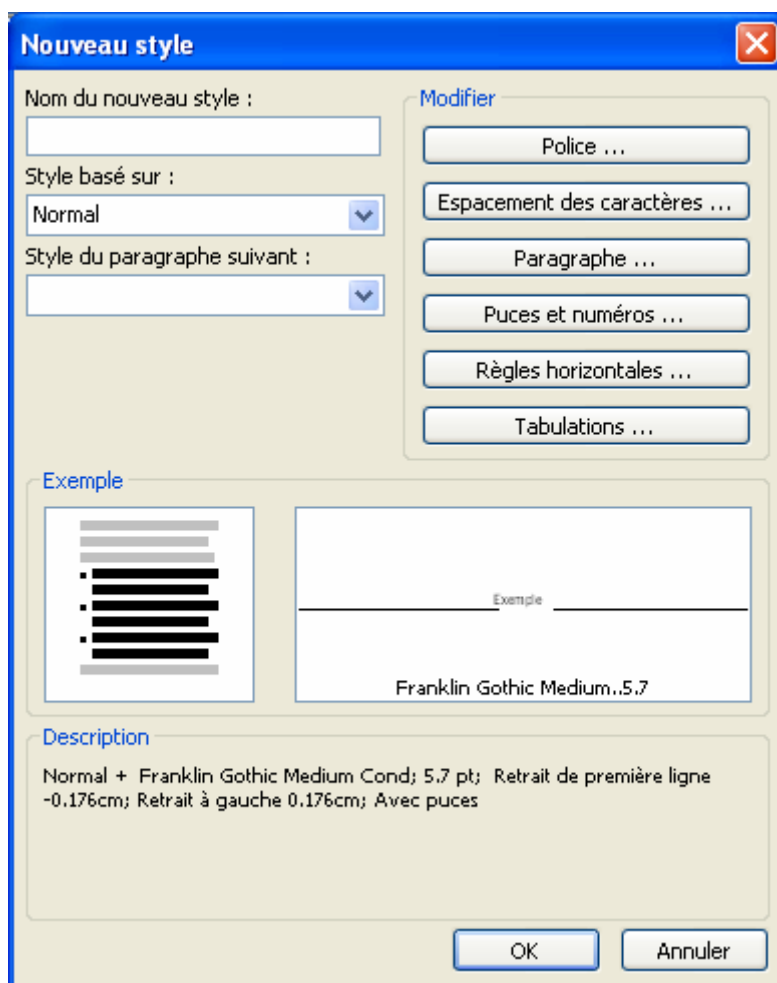 Nouveau style
Nom du nouveau style :
Style basé sur :
Normal
Style du paragraphe suivant :
Modifier
Police ...
Espacement des caractères ...
Paragraphe ...
Puces et numéros ...
Règles horizontales ...
Tabulations ...
Exemple
Exemple
Franklin Gothic Medium..5.7
Description
Normal + Franklin Gothic Medium Cond; 5.7 pt; Retrait de première ligne
-0.176cm; Retrait à gauche 0.176cm; Avec puces
OK
Annuler